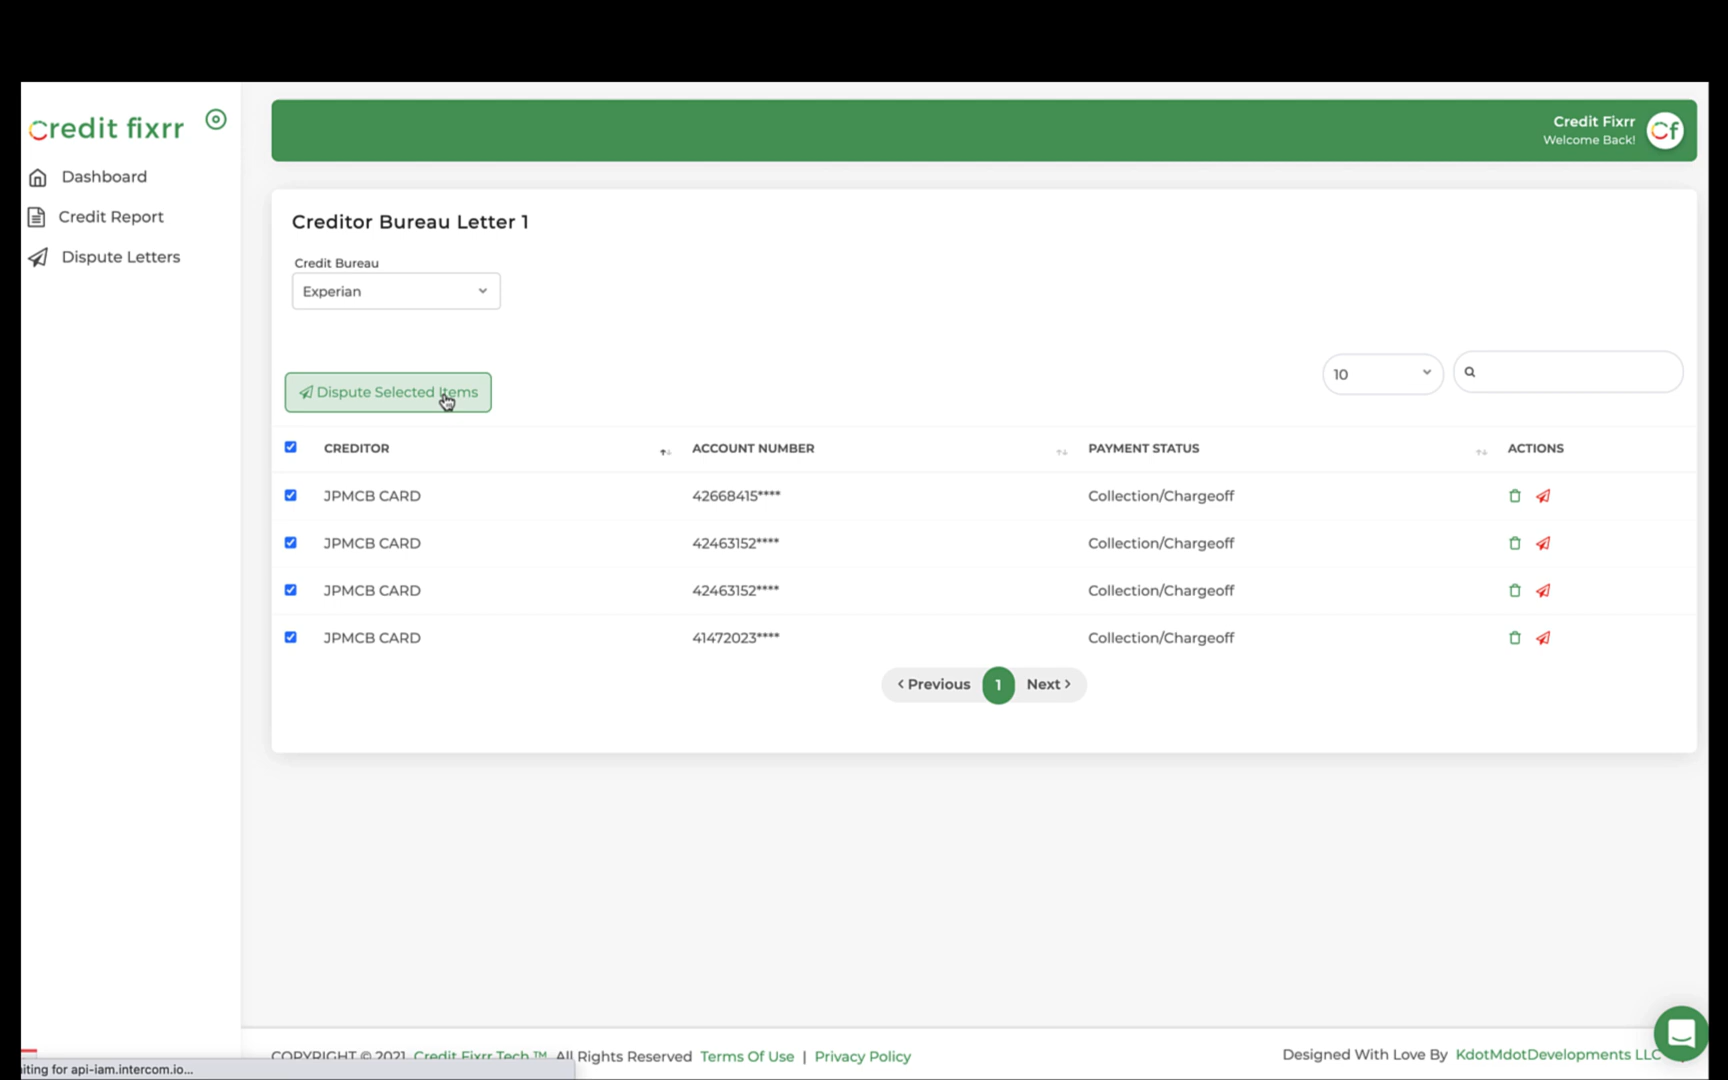 credit fixrr
Credit Fixrr
Welcome Back!
Cf
Dashboard
Credit Report
Dispute Letters
Creditor Bureau Letter 1
Credit Bureau
Experian
Dispute Selected Items
10
CREDITOR ACCOUNT NUMBER PAYMENT STATUS ACTIONS
JPMCB CARD 42668415**** Collection/Chargeoff
JPMCB CARD 42463152**** Collection/Chargeoff
JPMCB CARD 42463152**** Collection/Chargeoff
JPMCB CARD 41472023**** Collection/Chargeoff
Previous 1 Next
COPYRIGHT © 2021 Credit Fixrr Tech ™ All Rights Reserved Terms Of Use | Privacy Policy
Designed With Love By KdotMdotDevelopments LLC
iting for api-iam.intercom.io...